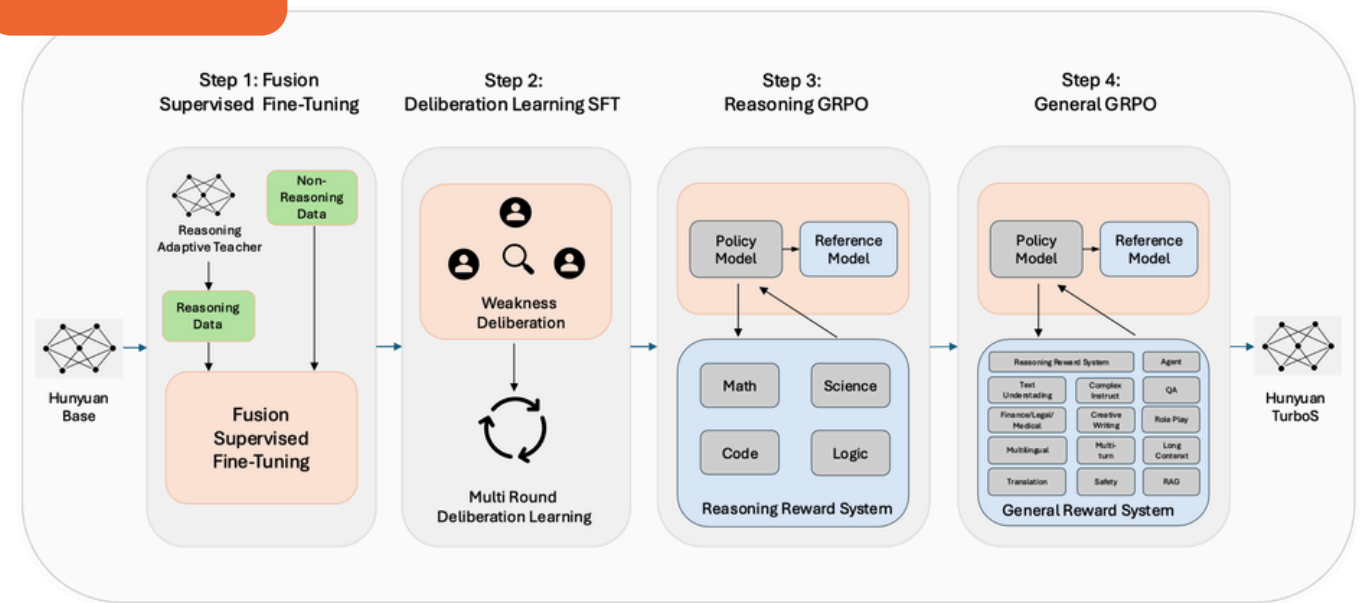 Step 1: Fusion
Supervised Fine-Tuning
Step 2:
Deliberation Learning SFT
Step 3:
Reasoning GRPO
Step 4:
General GRPO
Hunyuan
Base
Reasoning
Adaptive Teacher
Non-
Reasoning
Data
Reasoning
Data
Fusion
Supervised
Fine-Tuning
Weakness
Deliberation
Multi Round
Deliberation Learning
Policy
Model
Reference
Model
Math
Science
Code
Logic
Reasoning Reward System
Policy
Model
Reference
Model
Reasoning Reward System
Agent
Text
Understading
Complex
Instruct
QA
Finance/Legal/
Medical
Creative
Writing
Role Play
Multilingual
Multi-
turn
Long
Contenxt
Translation
Safety
RAG
General Reward System
Hunyuan
TurboS